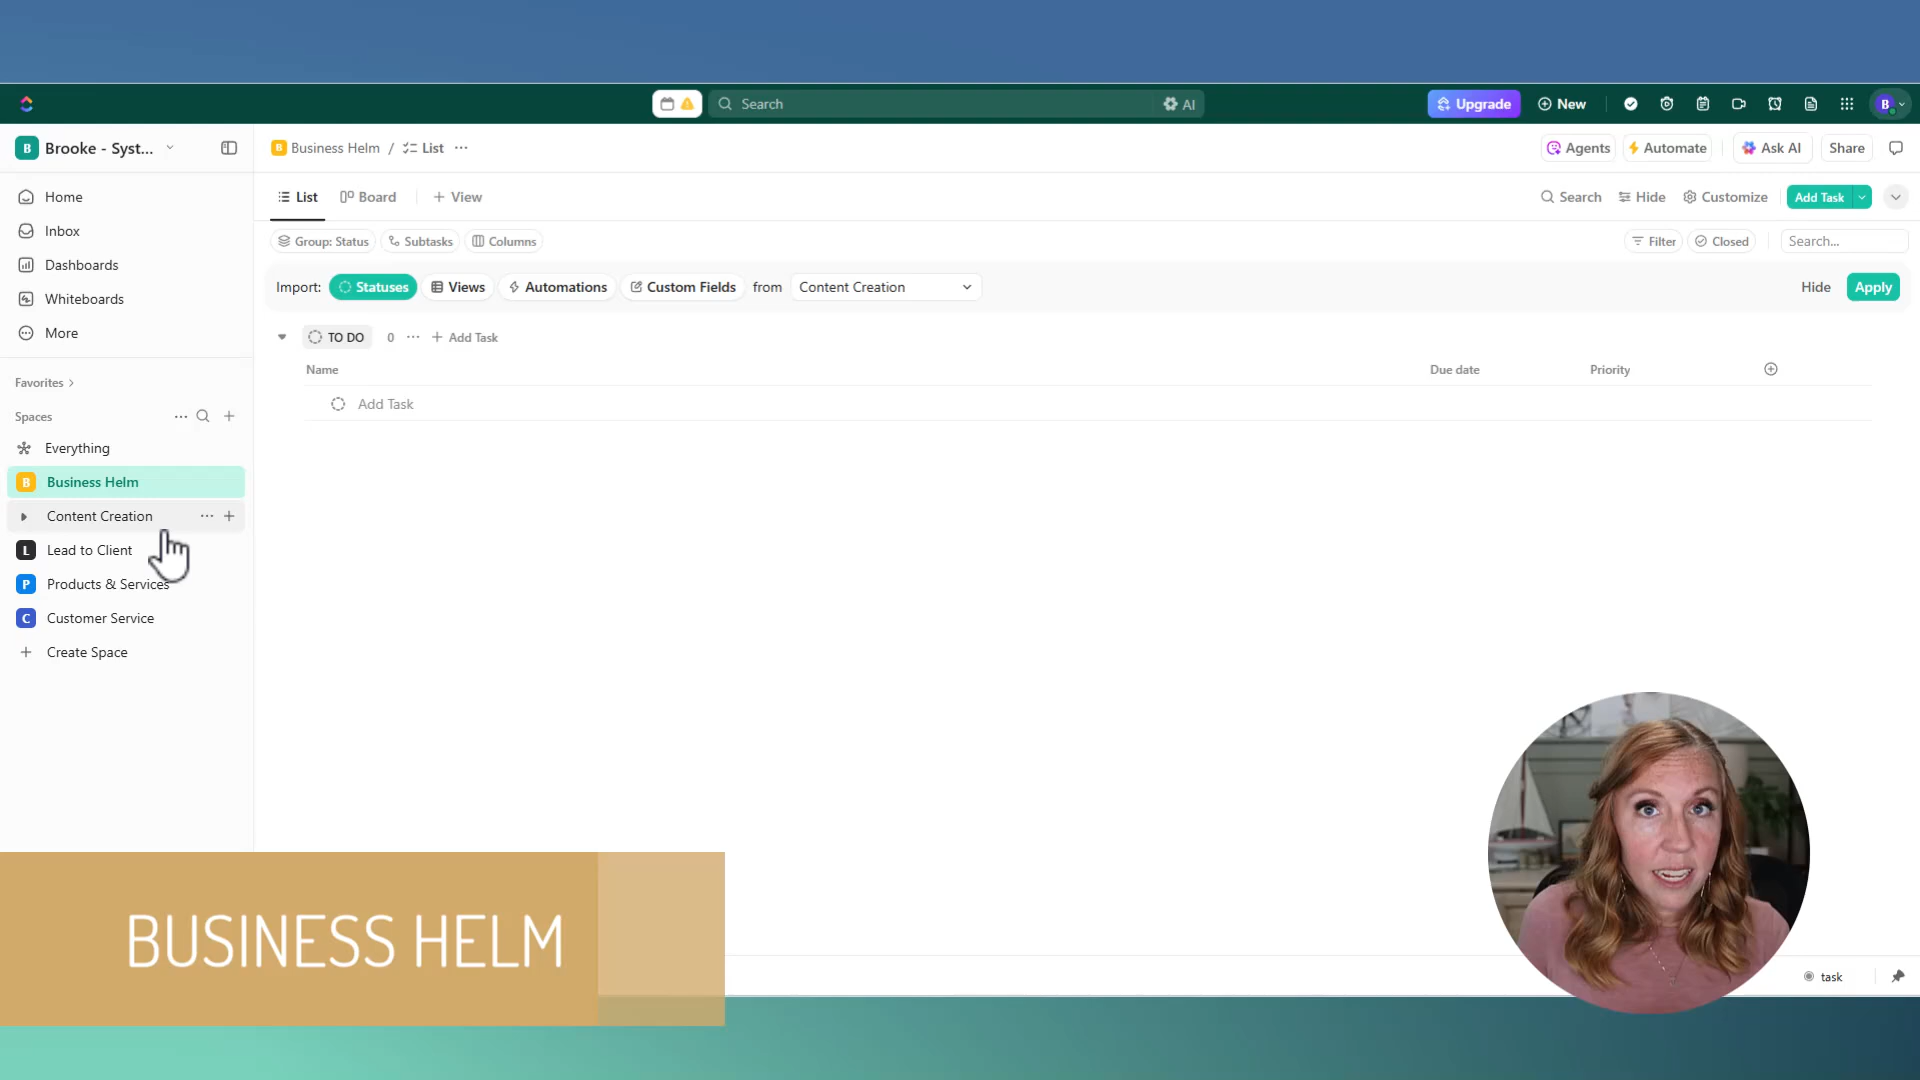 Search
AI
Upgrade
New
B
B
Brooke - Syst...
B
Business Helm
/
List
Agents
Automate
Ask AI
Share
Home
Inbox
Dashboards
Whiteboards
More
List
Board
+ View
Search
Hide
Customize
Add Task
Group: Status
Subtasks
Columns
Filter
Closed
Search...
Import:
Statuses
Views
Automations
Custom Fields
from
Content Creation
Hide
Apply
TO DO
0
Add Task
Name
Due date
Priority
Add Task
Favorites
Spaces
Everything
B
Business Helm
Content Creation
L
Lead to Client
P
Products & Services
C
Customer Service
Create Space
BUSINESS HELM
task